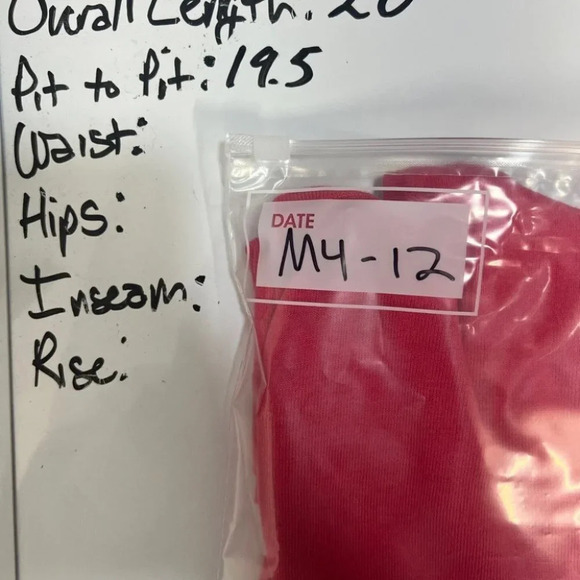 Overall Length: 20
Pit to Pit: 19.5
Waist:
Hips:
Inseam:
Rise:
DATE
M4-12